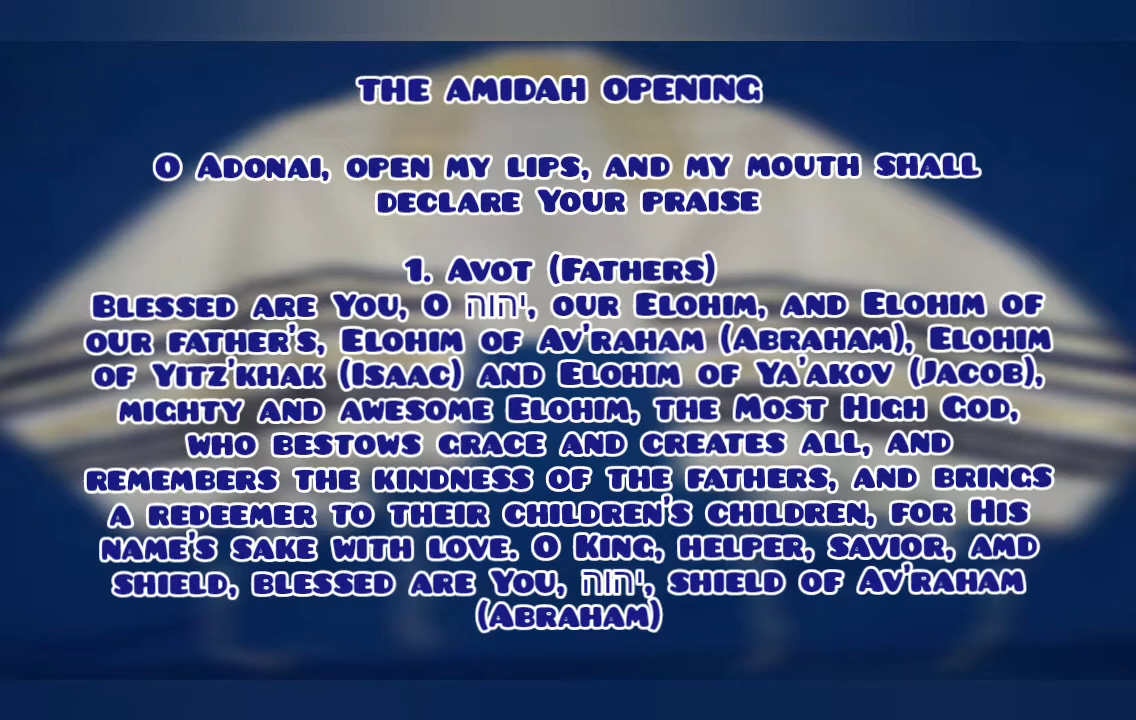 THE AMIDAH OPENING
O Adonai, open my lips, and my mouth shall
declare Your praise
1. Avot (Fathers)
Blessed are You, O יהוה, our Elohim, and Elohim of
our father's, Elohim of Av'raham (Abraham), Elohim
of Yitz'khak (Isaac) and Elohim of Ya'akov (Jacob),
mighty and awesome Elohim, the Most High God,
who bestows grace and creates all, and
remembers the kindness of the fathers, and brings
a redeemer to their children's children, for His
name's sake with love. O King, helper, savior, amd
shield, blessed are You, יהוה, shield of Av'raham
(Abraham)